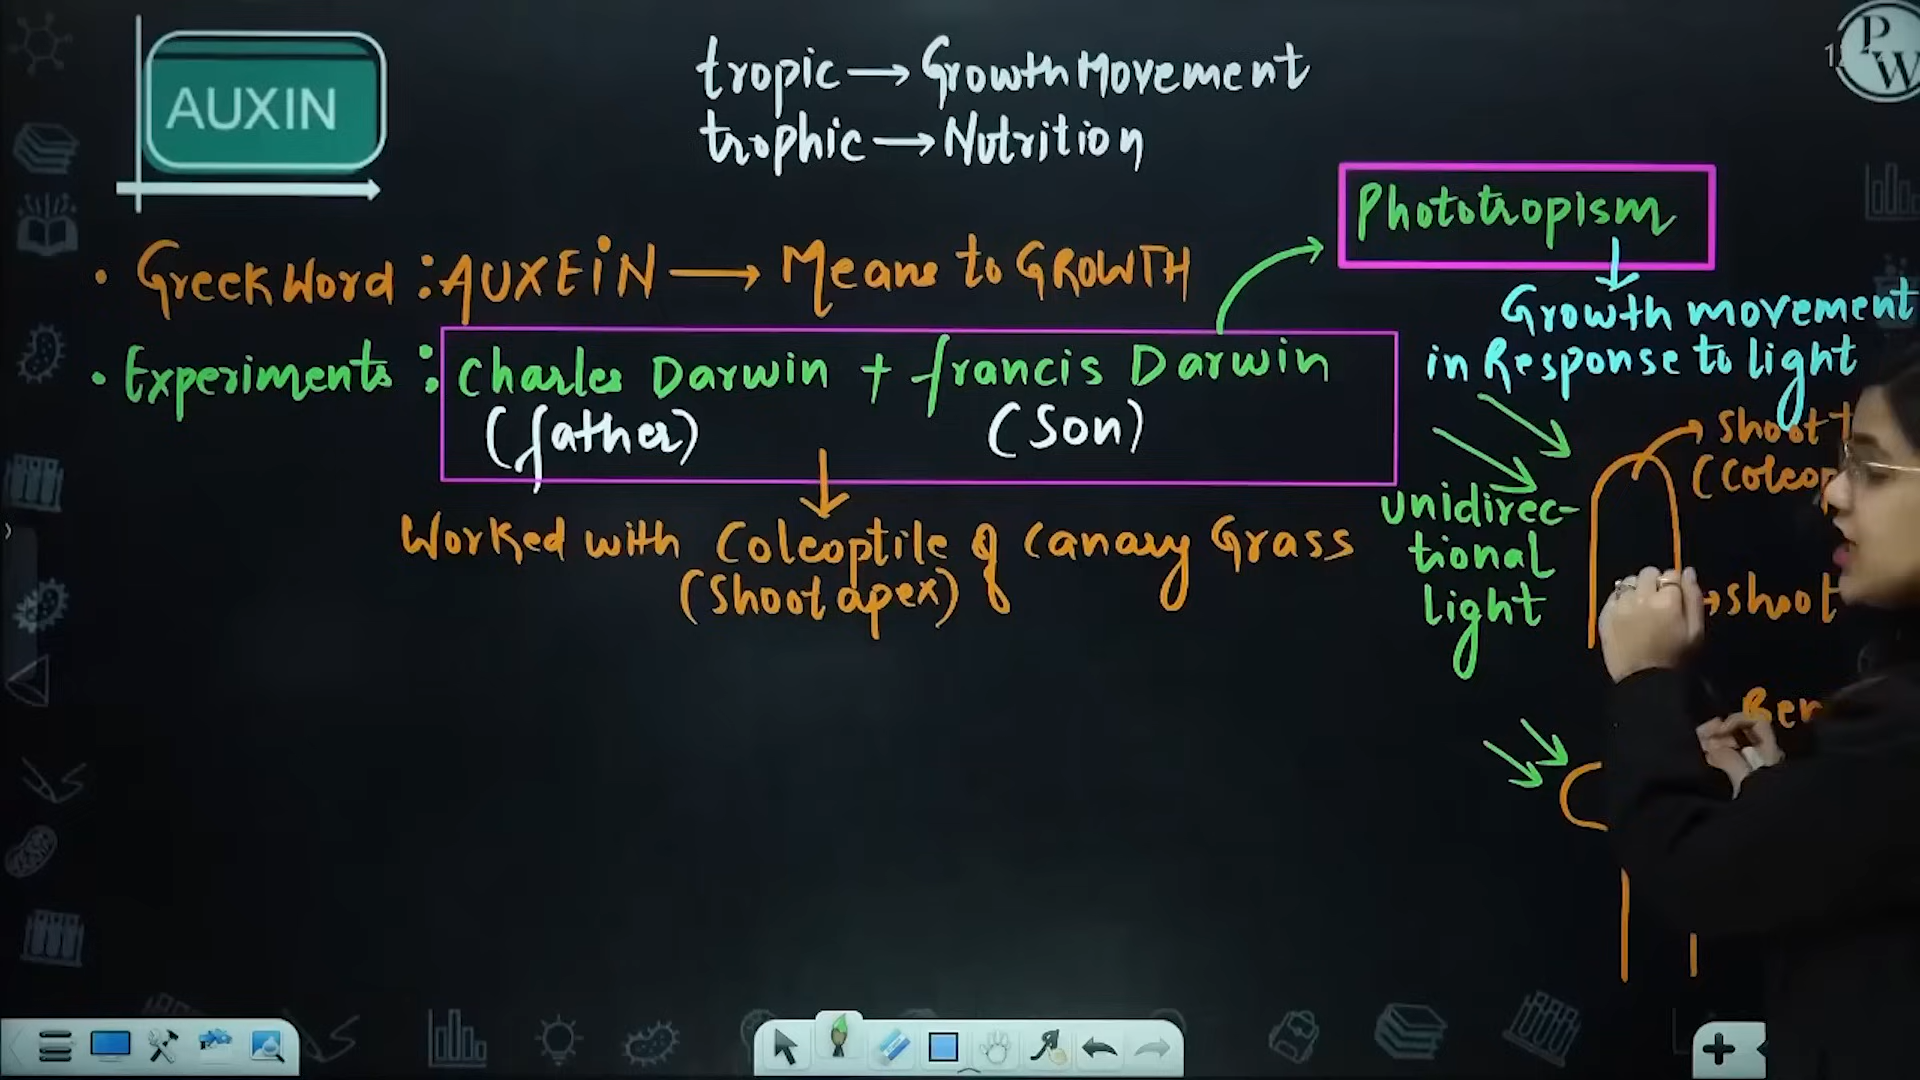 AUXIN
tropic → Growth Movement
trophic → Nutrition
PW
Phototropism
• Greek Word : AUXEIN → Means to GROWTH
Growth movement
in Response to light
• Experiments : Charles Darwin + francis Darwin
(father) (Son)
shoot
unidirec-
tional
light
Worked with Coleoptile of Canary Grass
(Shoot apex)
shoot